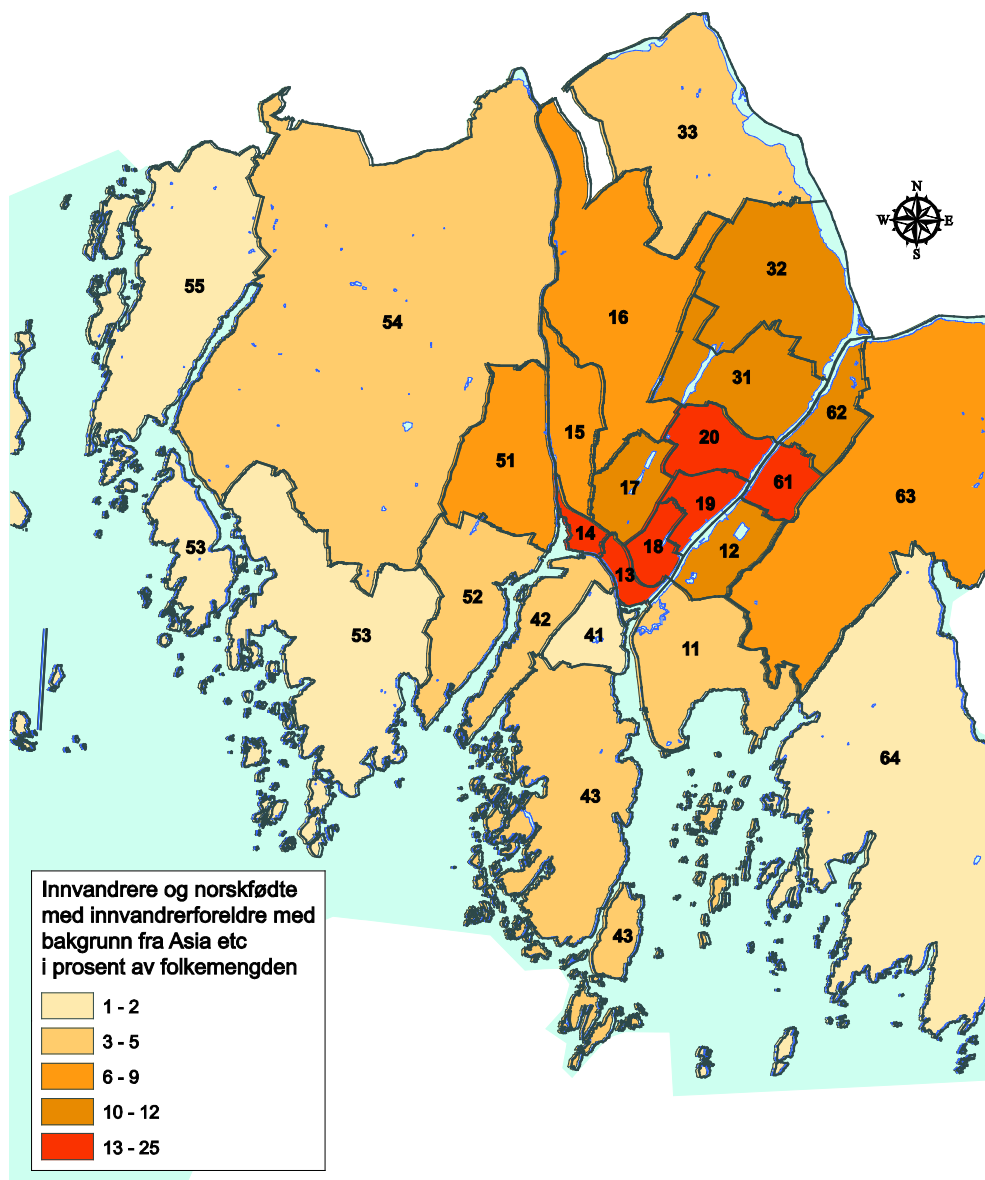 33
N
W E
S
32
55
54
16
31
62
15
20
51
61
17
63
19
14
12
18
53
13
52
42
41
53
11
64
43
43
Innvandrere og norskfødte
med innvandrerforeldre med
bakgrunn fra Asia etc
i prosent av folkemengden
1 - 2
3 - 5
6 - 9
10 - 12
13 - 25